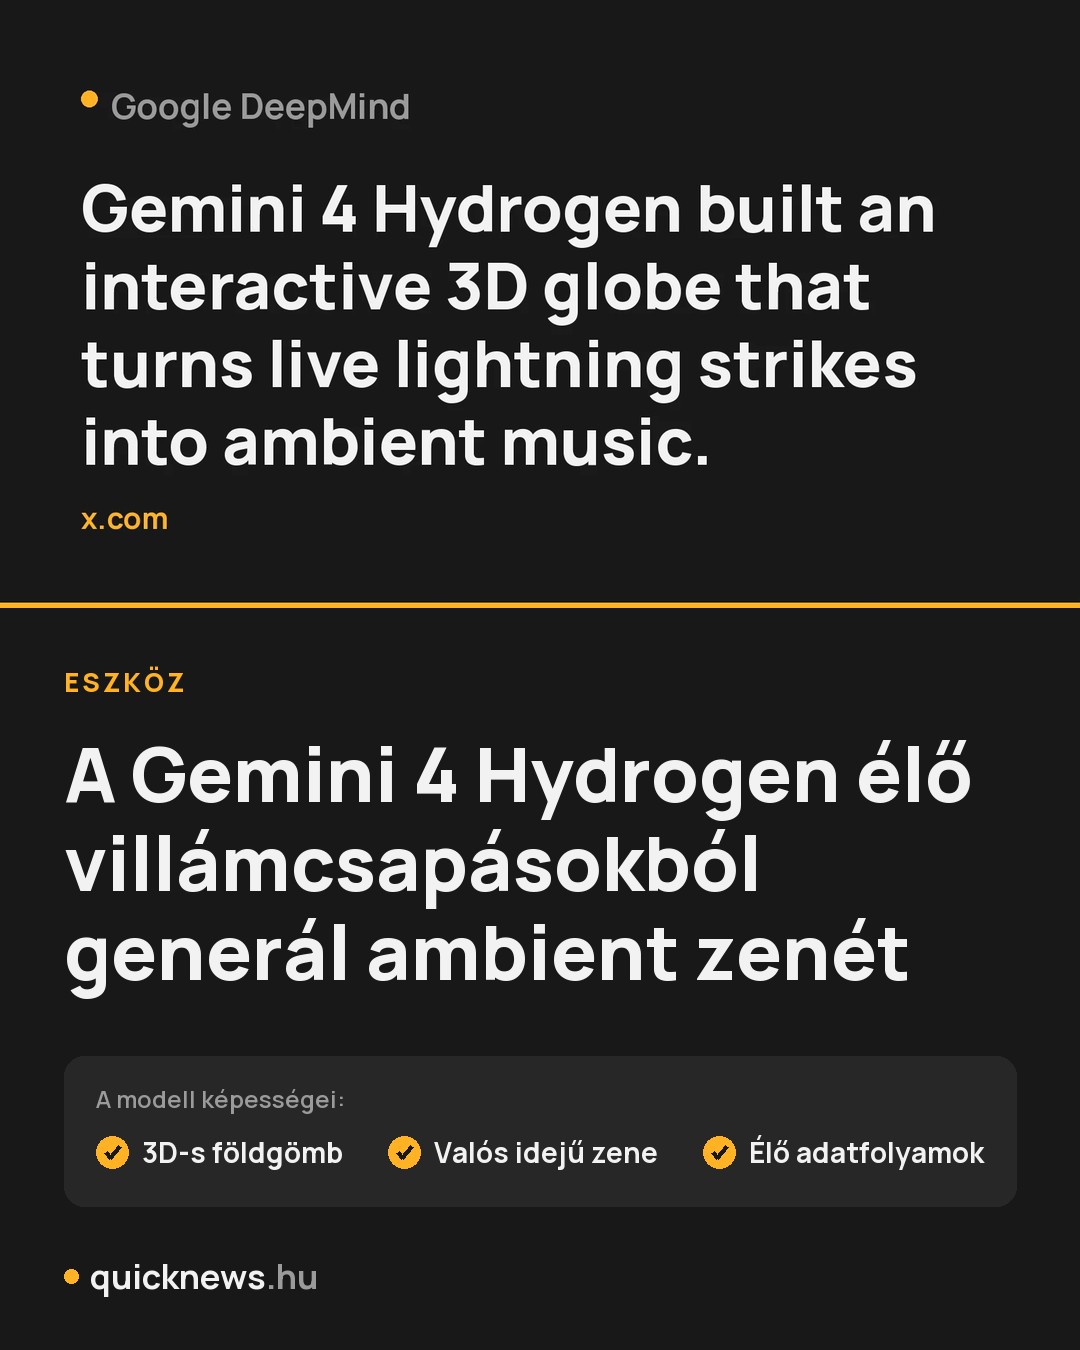 Google DeepMind
Gemini 4 Hydrogen built an
interactive 3D globe that
turns live lightning strikes
into ambient music.
x.com
ESZKÖZ
A Gemini 4 Hydrogen élő
villámcsapásokból
generál ambient zenét
A modell képességei:
3D-s földgömb Valós idejű zene Élő adatfolyamok
quicknews.hu